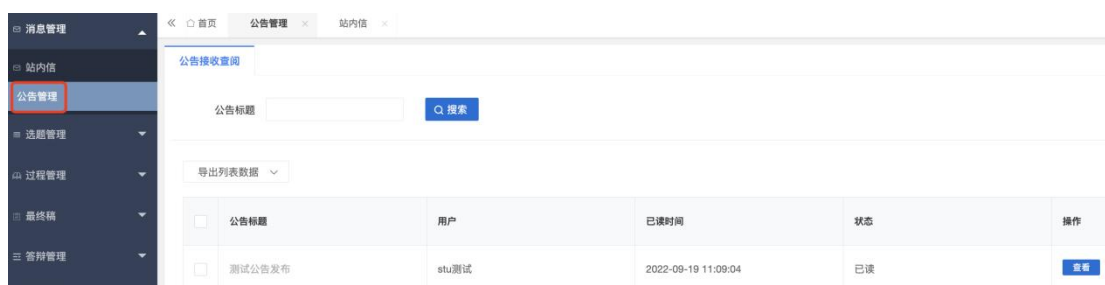 消息管理
站内信
公告管理
选题管理
过程管理
最终稿
答辩管理
首页 公告管理 站内信
公告接收查阅
公告标题 搜索
导出列表数据
公告标题 用户 已读时间 状态 操作
测试公告发布 stu测试 2022-09-19 11:09:04 已读 查看